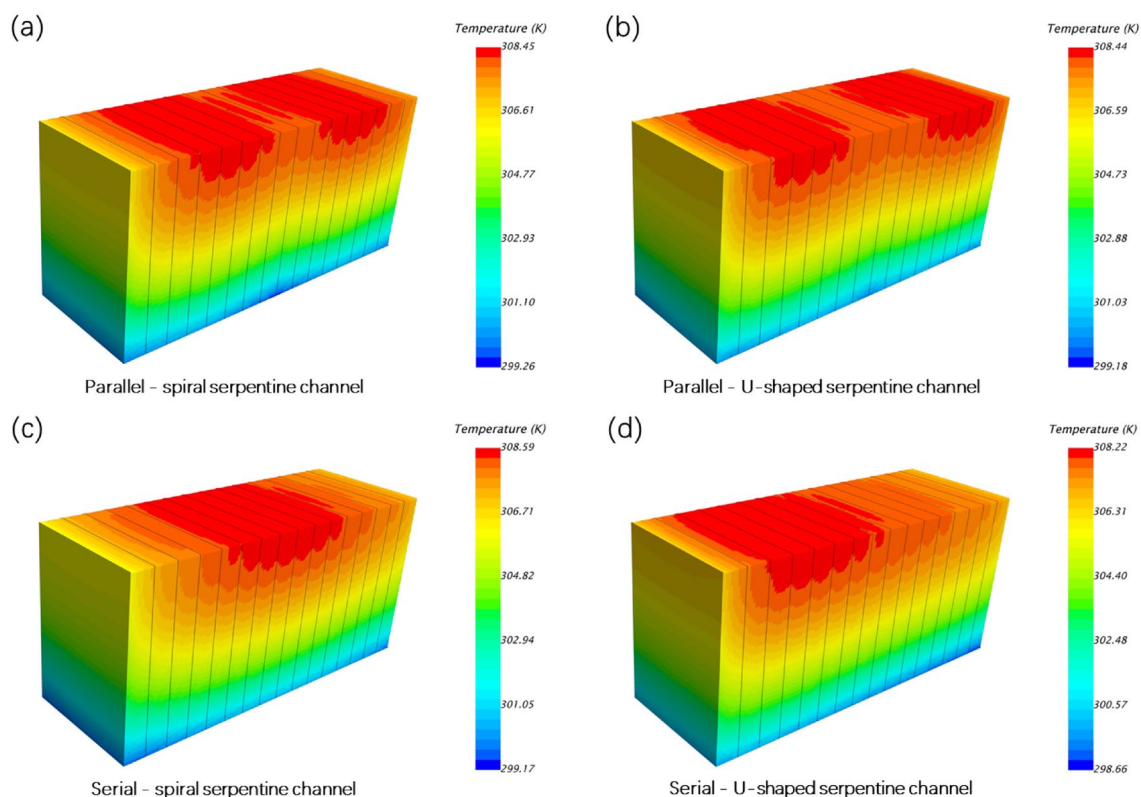 (a)
Temperature (K)
308.45
306.61
304.77
302.93
301.10
299.26
Parallel - spiral serpentine channel
(b)
Temperature (K)
308.44
306.59
304.73
302.88
301.03
299.18
Parallel - U-shaped serpentine channel
(c)
Temperature (K)
308.59
306.71
304.82
302.94
301.05
299.17
Serial - spiral serpentine channel
(d)
Temperature (K)
308.22
306.31
304.40
302.48
300.57
298.66
Serial - U-shaped serpentine channel